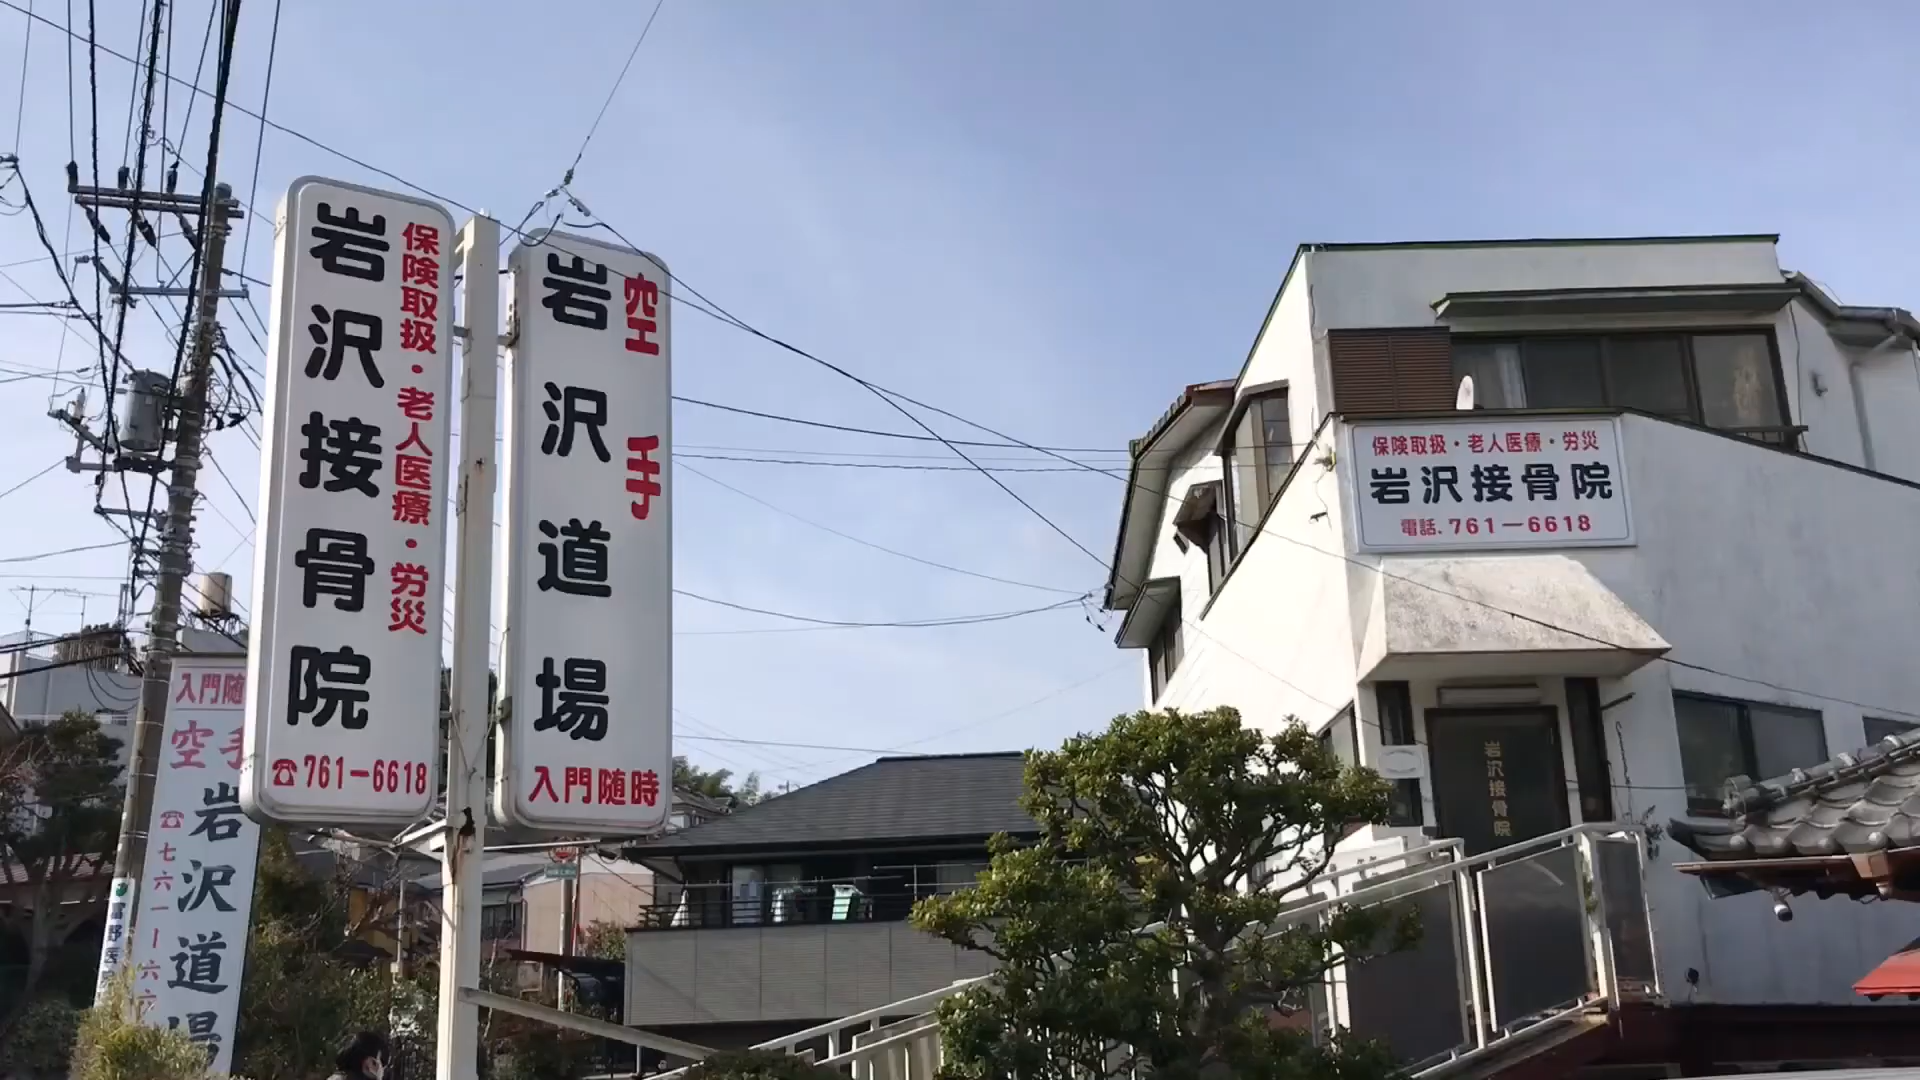 保険取扱・老人医療・労災
岩沢接骨院
☎761-6618
空手
岩沢道場
入門随時
保険取扱・老人医療・労災
岩沢接骨院
電話.761-6618
岩沢接骨院
入門随
空手
岩沢道場
☎七六一ー六六